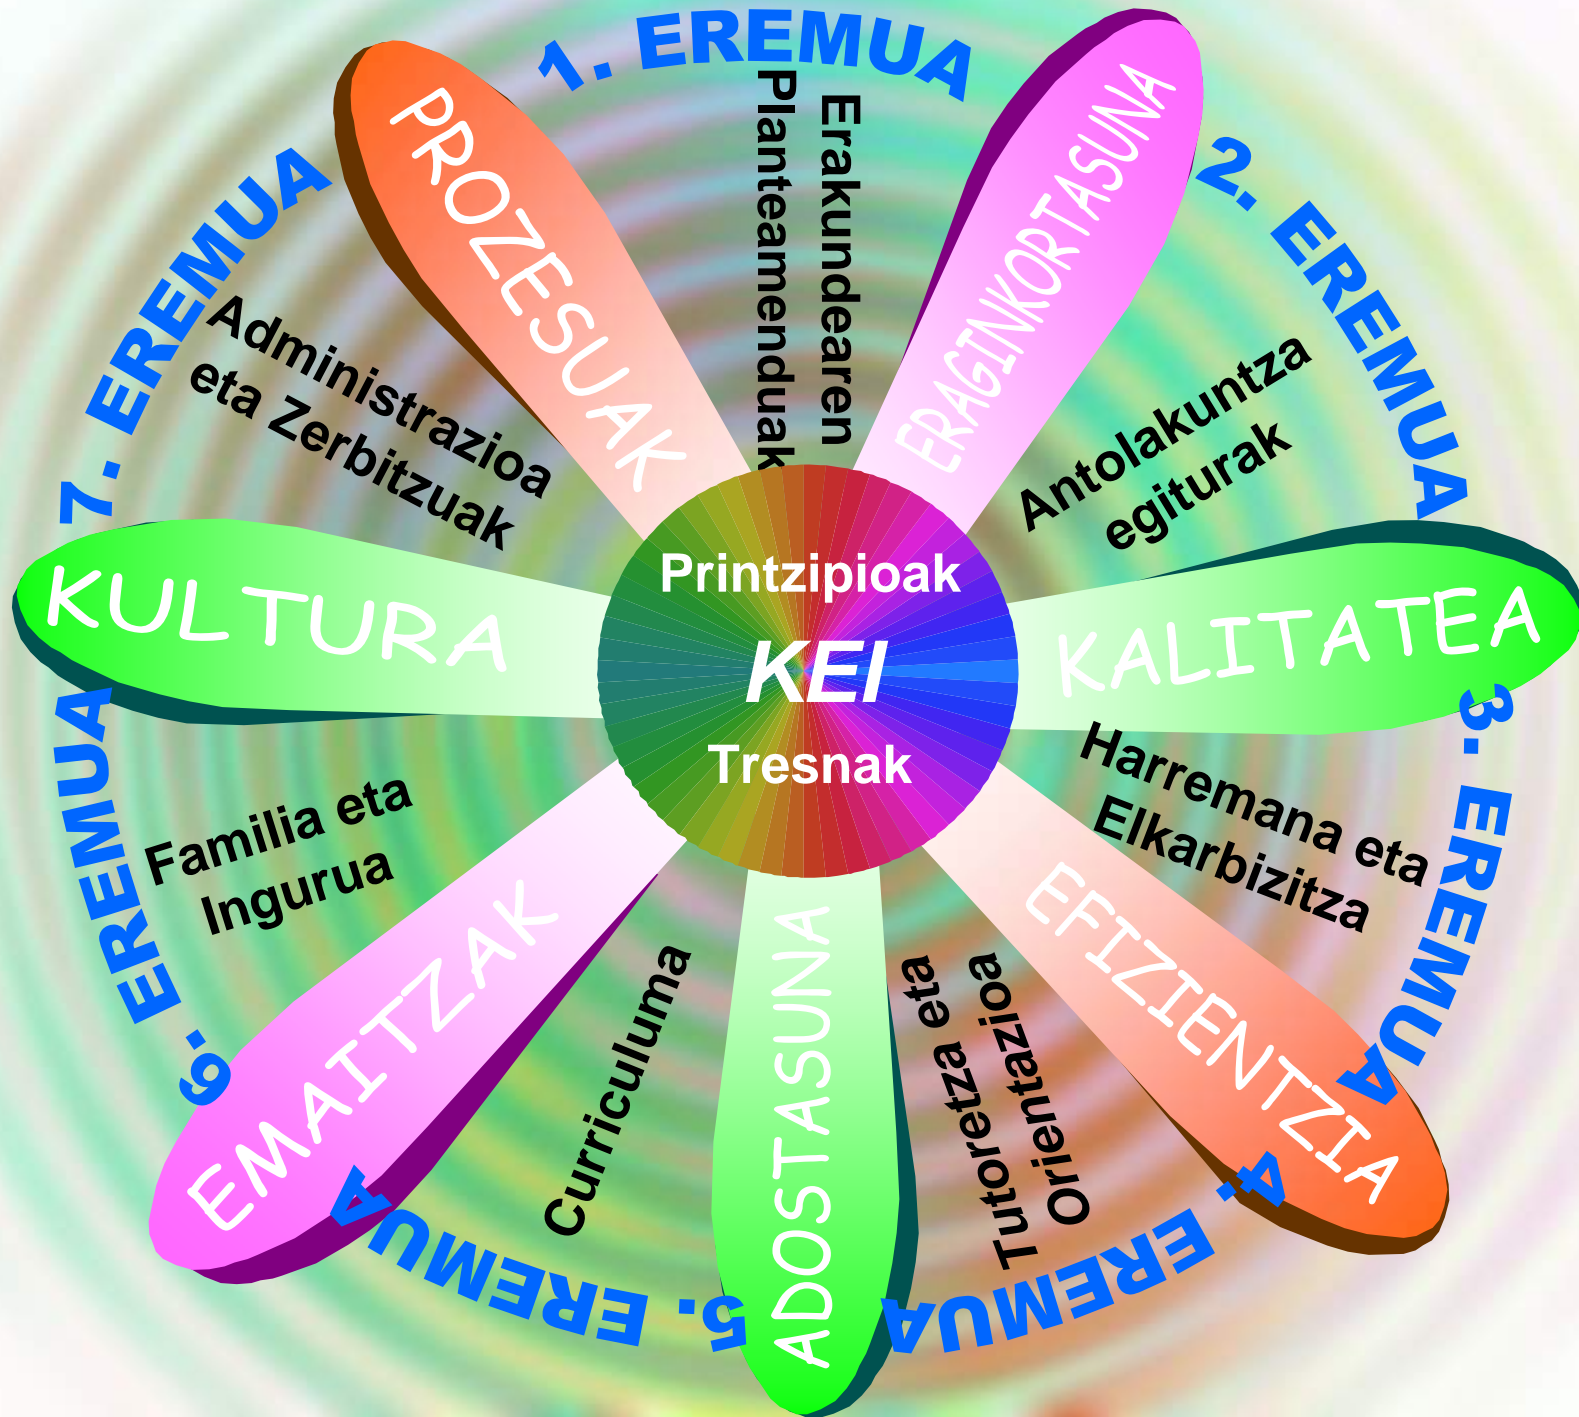 1. EREMUA
Erakundearen
Planteamenduak
ERAGINKORTASUNA
2. EREMUA
Antolakuntza
egiturak
KALITATEA
3. EREMUA
Harremana eta
Elkarbizitza
EFIZIENTZIA
4. EREMUA
Tutoretza eta
Orientazioa
ADOSTASUNA
5. EREMUA
Curriculuma
EMAITZAK
6. EREMUA
Familia eta
Ingurua
KULTURA
7. EREMUA
Administrazioa
eta Zerbitzuak
PROZESUAK
Printzipioak
KEI
Tresnak